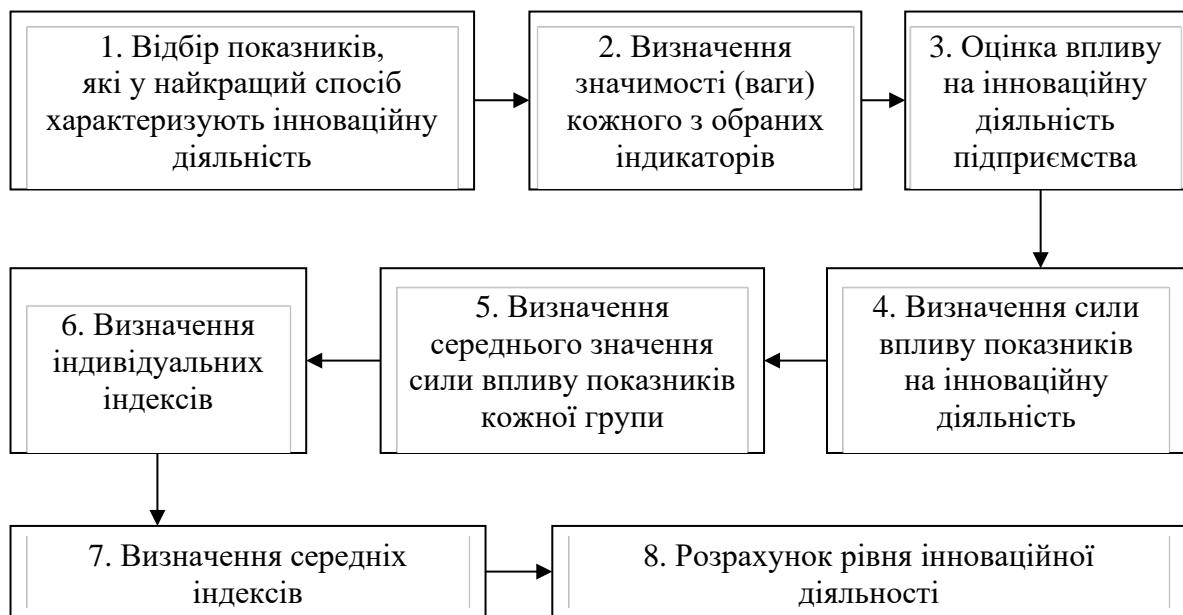 1. Відбір показників,
які у найкращий спосіб
характеризують інноваційну
діяльність
2. Визначення
значимості (ваги)
кожного з обраних
індикаторів
3. Оцінка впливу
на інноваційну
діяльність
підприємства
4. Визначення сили
впливу показників
на інноваційну
діяльність
5. Визначення
середнього значення
сили впливу показників
кожної групи
6. Визначення
індивідуальних
індексів
7. Визначення середніх
індексів
8. Розрахунок рівня інноваційної
діяльності